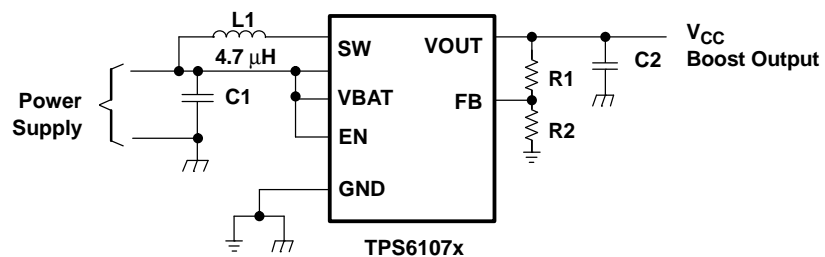 L1
SW
VOUT
V_CC
4.7 μH
C2
Boost Output
R1
Power
Supply
C1
VBAT
FB
R2
EN
GND
TPS6107x